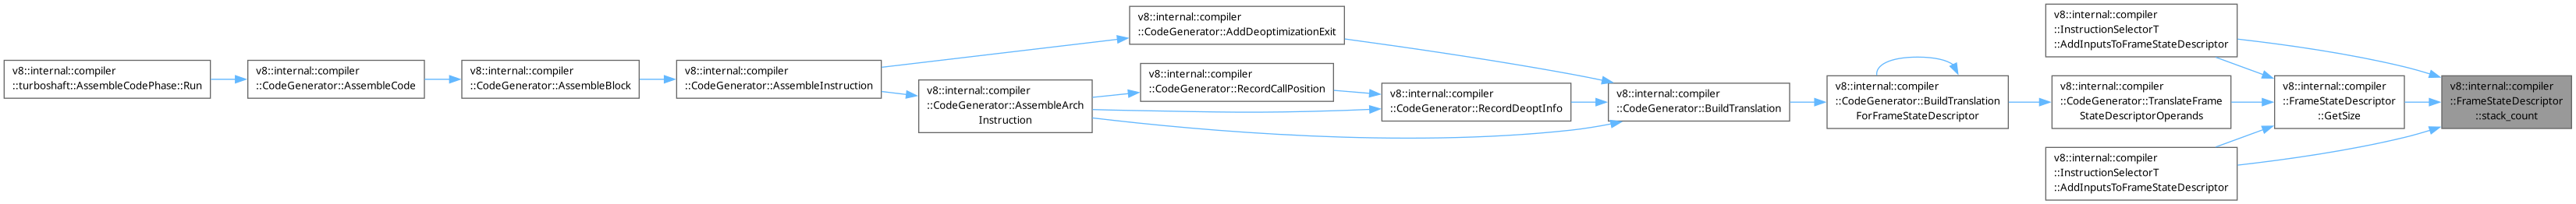 v8::internal::compiler
::turboshaft::AssembleCodePhase::Run
v8::internal::compiler
::CodeGenerator::AssembleCode
v8::internal::compiler
::CodeGenerator::AssembleBlock
v8::internal::compiler
::CodeGenerator::AssembleInstruction
v8::internal::compiler
::CodeGenerator::AddDeoptimizationExit
v8::internal::compiler
::CodeGenerator::AssembleArch
Instruction
v8::internal::compiler
::CodeGenerator::RecordCallPosition
v8::internal::compiler
::CodeGenerator::RecordDeoptInfo
v8::internal::compiler
::CodeGenerator::BuildTranslation
v8::internal::compiler
::CodeGenerator::BuildTranslation
ForFrameStateDescriptor
v8::internal::compiler
::InstructionSelectorT
::AddInputsToFrameStateDescriptor
v8::internal::compiler
::CodeGenerator::TranslateFrame
StateDescriptorOperands
v8::internal::compiler
::InstructionSelectorT
::AddInputsToFrameStateDescriptor
v8::internal::compiler
::FrameStateDescriptor
::GetSize
v8::internal::compiler
::FrameStateDescriptor
::stack_count